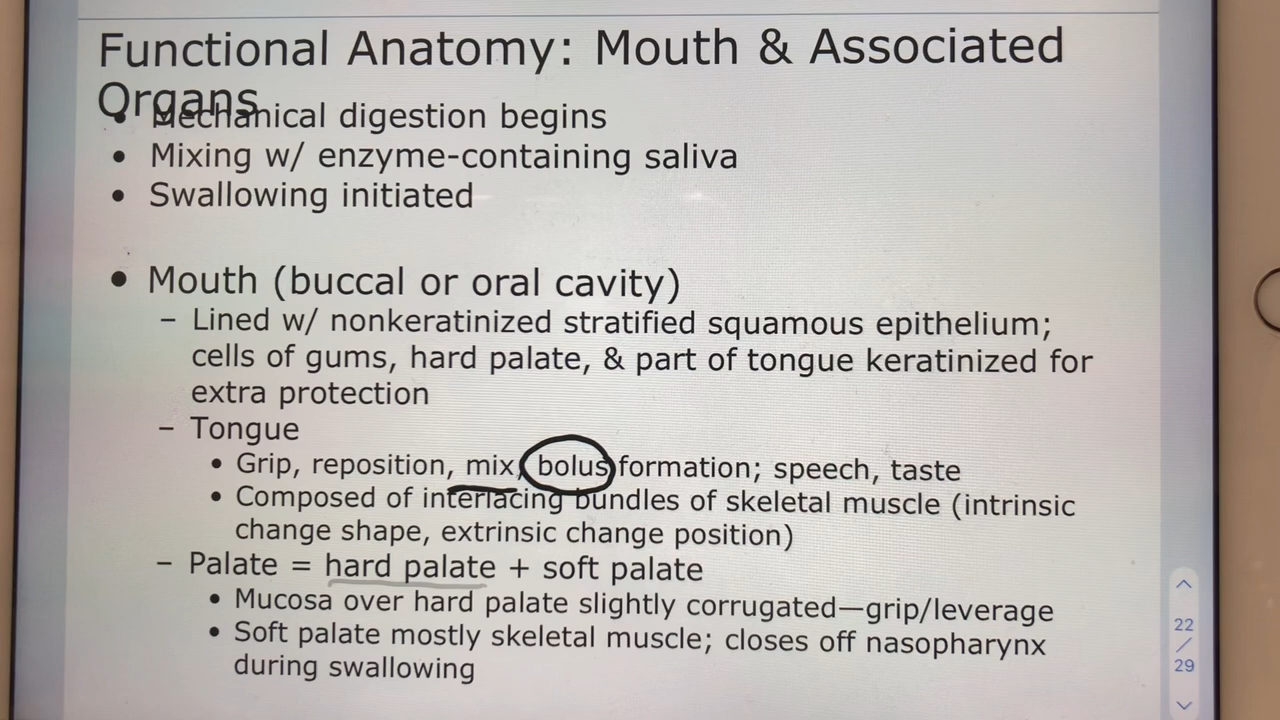 Functional Anatomy: Mouth & Associated
Organs
• Mechanical digestion begins
• Mixing w/ enzyme-containing saliva
• Swallowing initiated
• Mouth (buccal or oral cavity)
– Lined w/ nonkeratinized stratified squamous epithelium;
cells of gums, hard palate, & part of tongue keratinized for
extra protection
– Tongue
• Grip, reposition, mix, bolus formation; speech, taste
• Composed of interlacing bundles of skeletal muscle (intrinsic
change shape, extrinsic change position)
– Palate = hard palate + soft palate
• Mucosa over hard palate slightly corrugated—grip/leverage
• Soft palate mostly skeletal muscle; closes off nasopharynx
during swallowing
22
/
29